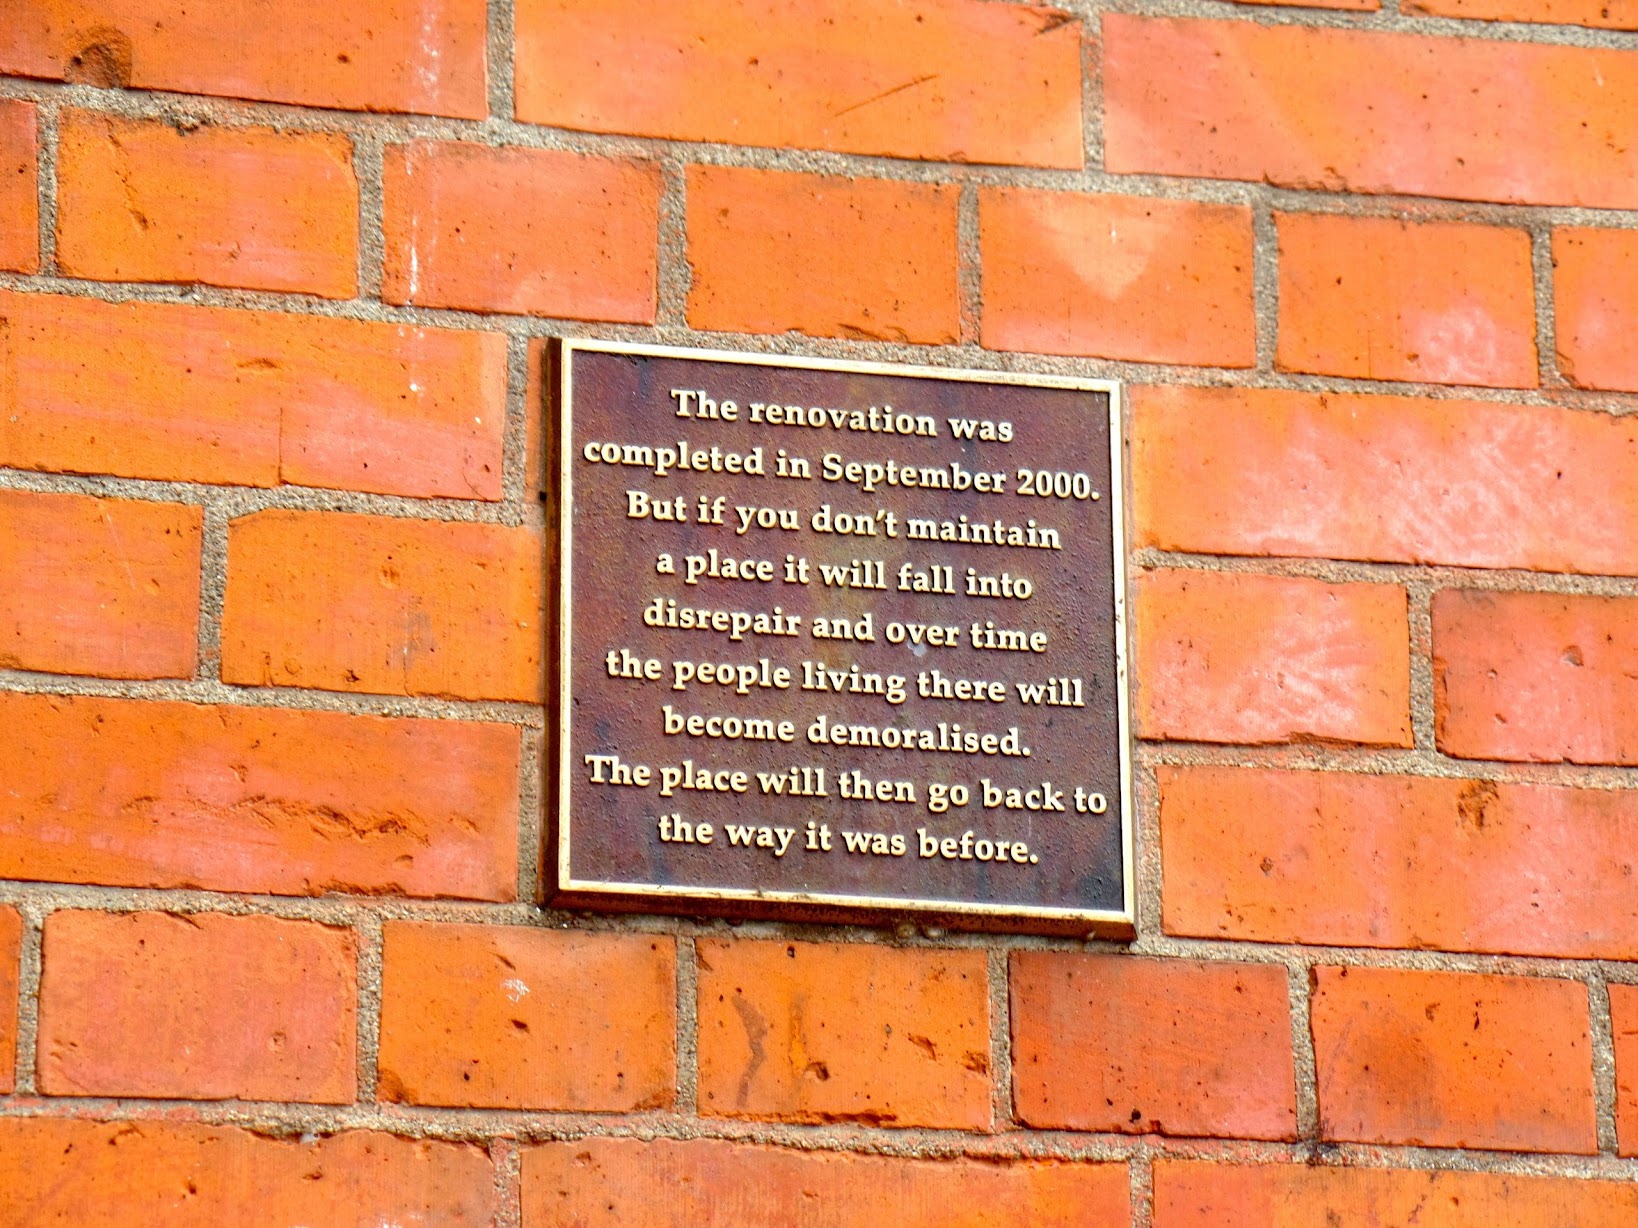 The renovation was
completed in September 2000.
But if you don't maintain
a place it will fall into
disrepair and over time
the people living there will
become demoralised.
The place will then go back to
the way it was before.